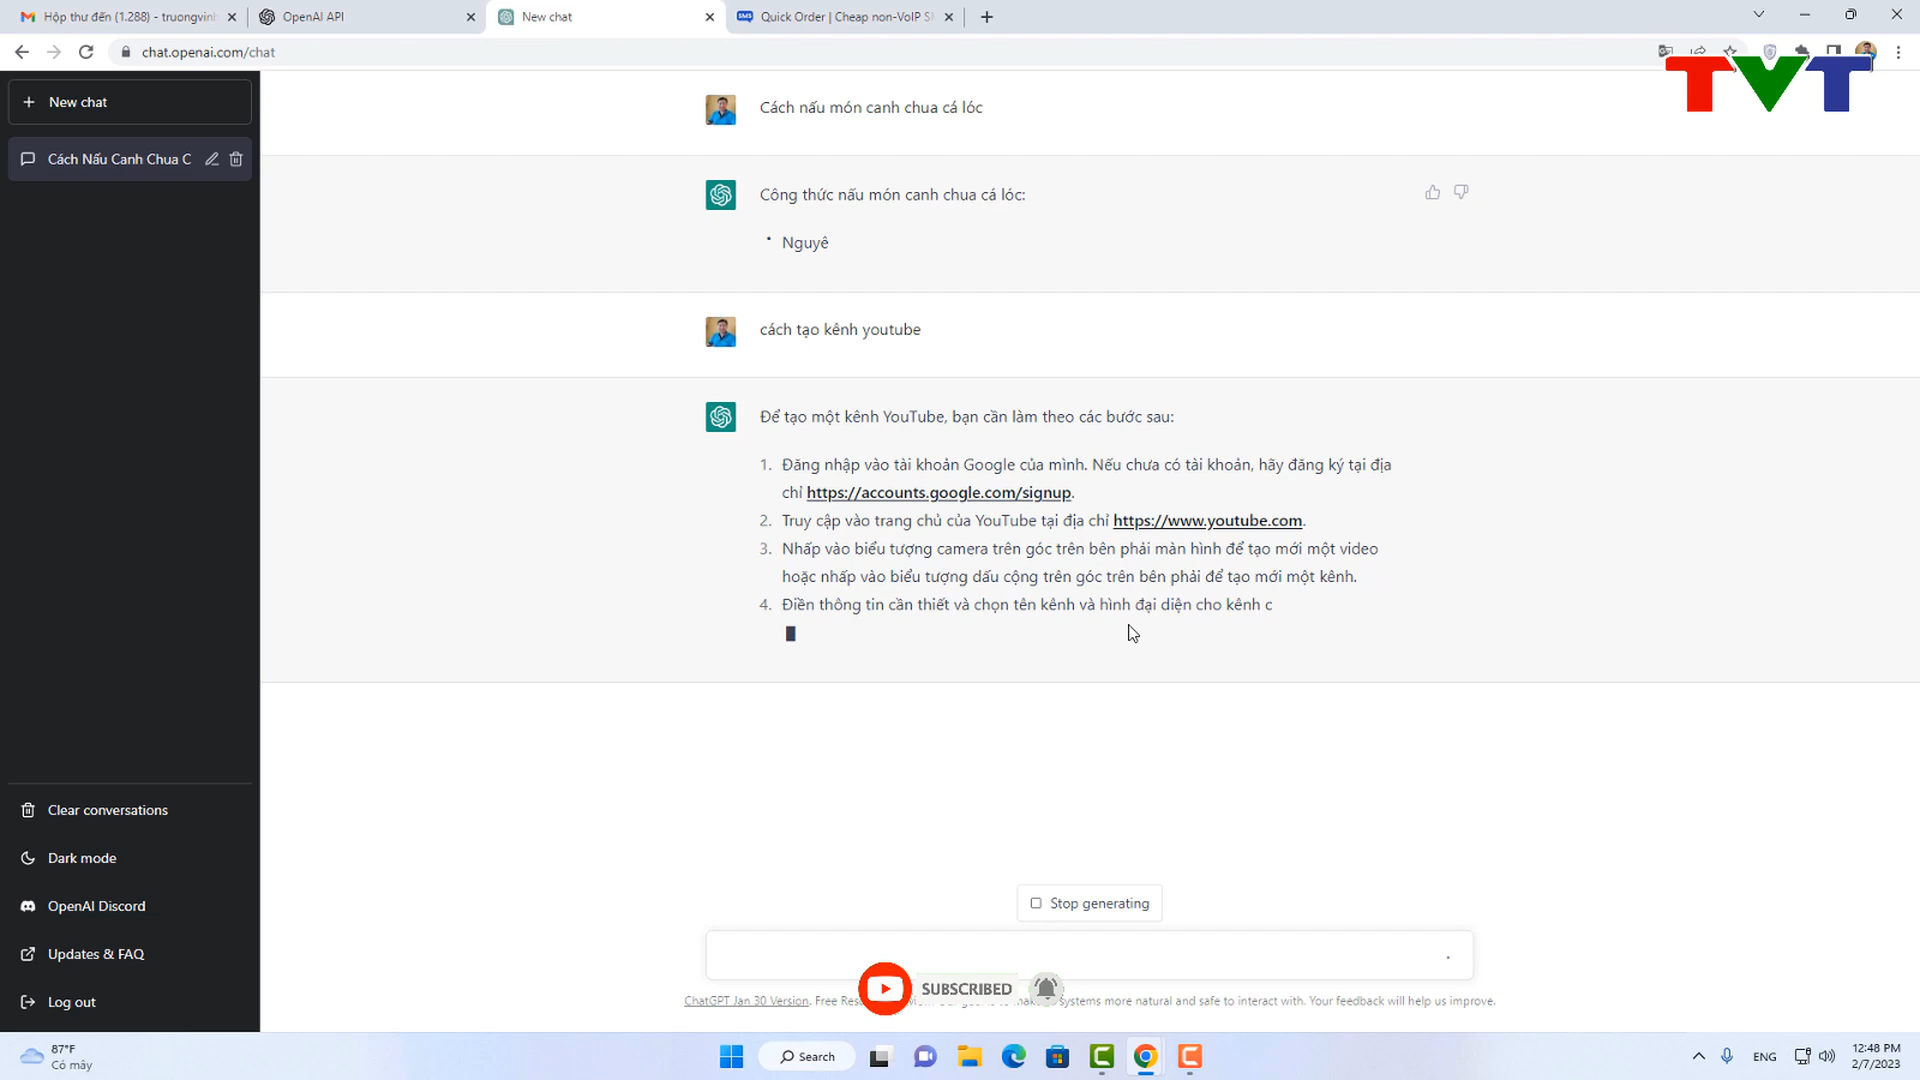 Hộp thư đến (1.288) - truongvinh
OpenAI API
New chat
Quick Order | Cheap non-VoIP SM
chat.openai.com/chat
TVT
New chat
Cách Nấu Canh Chua C
Cách nấu món canh chua cá lóc
Công thức nấu món canh chua cá lóc:
• Nguyê
cách tạo kênh youtube
Để tạo một kênh YouTube, bạn cần làm theo các bước sau:
1. Đăng nhập vào tài khoản Google của mình. Nếu chưa có tài khoản, hãy đăng ký tại địa
chỉ https://accounts.google.com/signup.
2. Truy cập vào trang chủ của YouTube tại địa chỉ https://www.youtube.com.
3. Nhấp vào biểu tượng camera trên góc trên bên phải màn hình để tạo mới một video
hoặc nhấp vào biểu tượng dấu cộng trên góc trên bên phải để tạo mới một kênh.
4. Điền thông tin cần thiết và chọn tên kênh và hình đại diện cho kênh c
Clear conversations
Dark mode
OpenAI Discord
Updates & FAQ
Log out
Stop generating
SUBSCRIBED
ChatGPT Jan 30 Version. Free systems more natural and safe to interact with. Your feedback will help us improve.
87°F
Có mây
Search
ENG
12:48 PM
2/7/2023